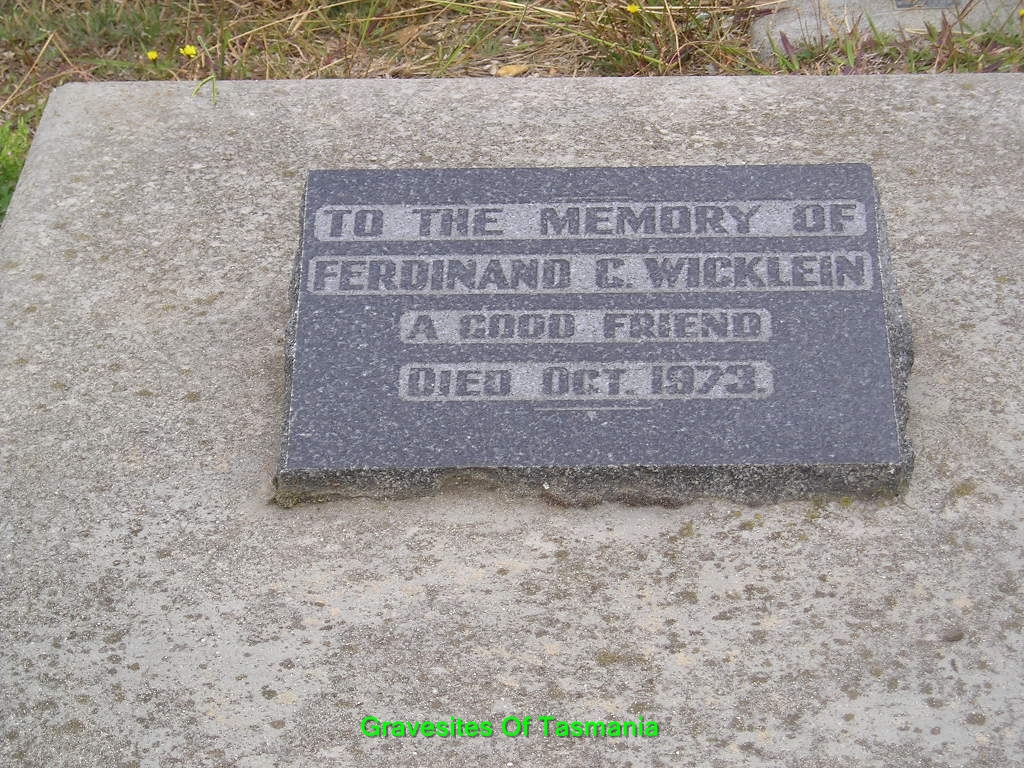 TO THE MEMORY OF
FERDINAND C. WICKLEIN
A GOOD FRIEND
DIED OCT. 1973.
Gravesites Of Tasmania